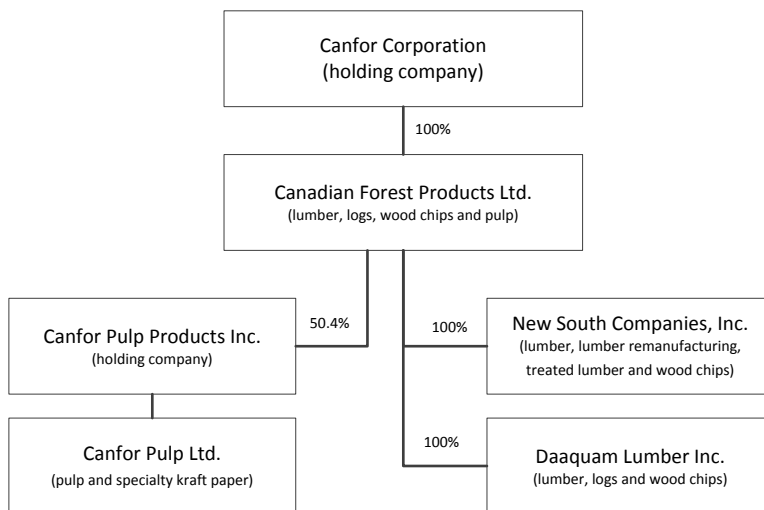 Canfor Corporation
(holding company)
100%
Canadian Forest Products Ltd.
(lumber, logs, wood chips and pulp)
50.4%
Canfor Pulp Products Inc.
(holding company)
100%
New South Companies, Inc.
(lumber, lumber remanufacturing,
treated lumber and wood chips)
Canfor Pulp Ltd.
(pulp and specialty kraft paper)
100%
Daaquam Lumber Inc.
(lumber, logs and wood chips)